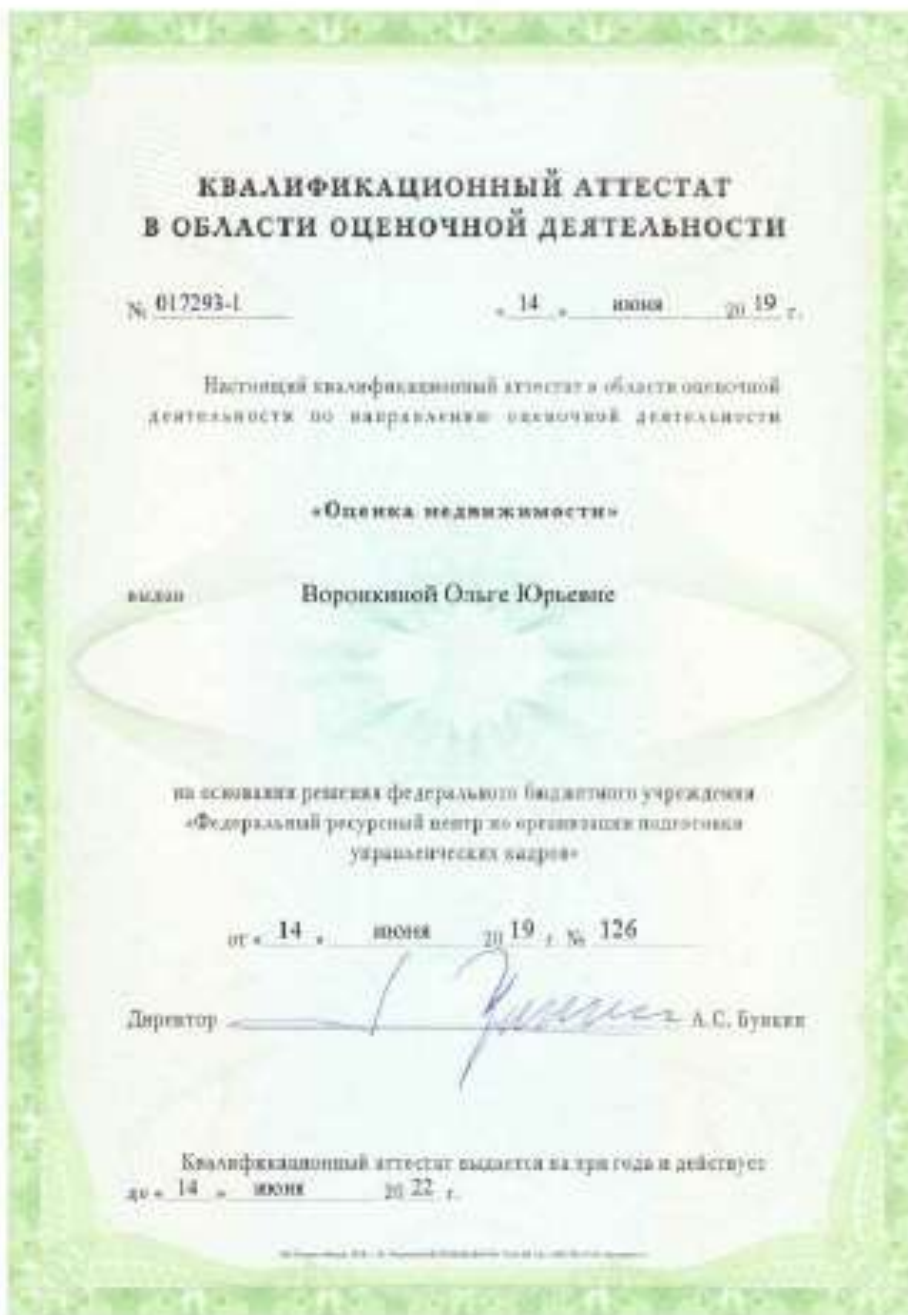 КВАЛИФИКАЦИОННЫЙ АТТЕСТАТ
В ОБЛАСТИ ОЦЕНОЧНОЙ ДЕЯТЕЛЬНОСТИ
№ 017293-1 « 14 » июня 20 19 г.
Настоящий квалификационный аттестат в области оценочной
деятельности по направлению оценочной деятельности
«Оценка недвижимости»
выдан Воронкиной Ольге Юрьевне
на основании решения федерального бюджетного учреждения
«Федеральный ресурсный центр по организации подготовки
управленческих кадров»
от « 14 » июня 20 19 г № 126
Директор А.С. Бункин
Квалификационный аттестат выдается на три года и действует
до « 14 » июня 20 22 г.